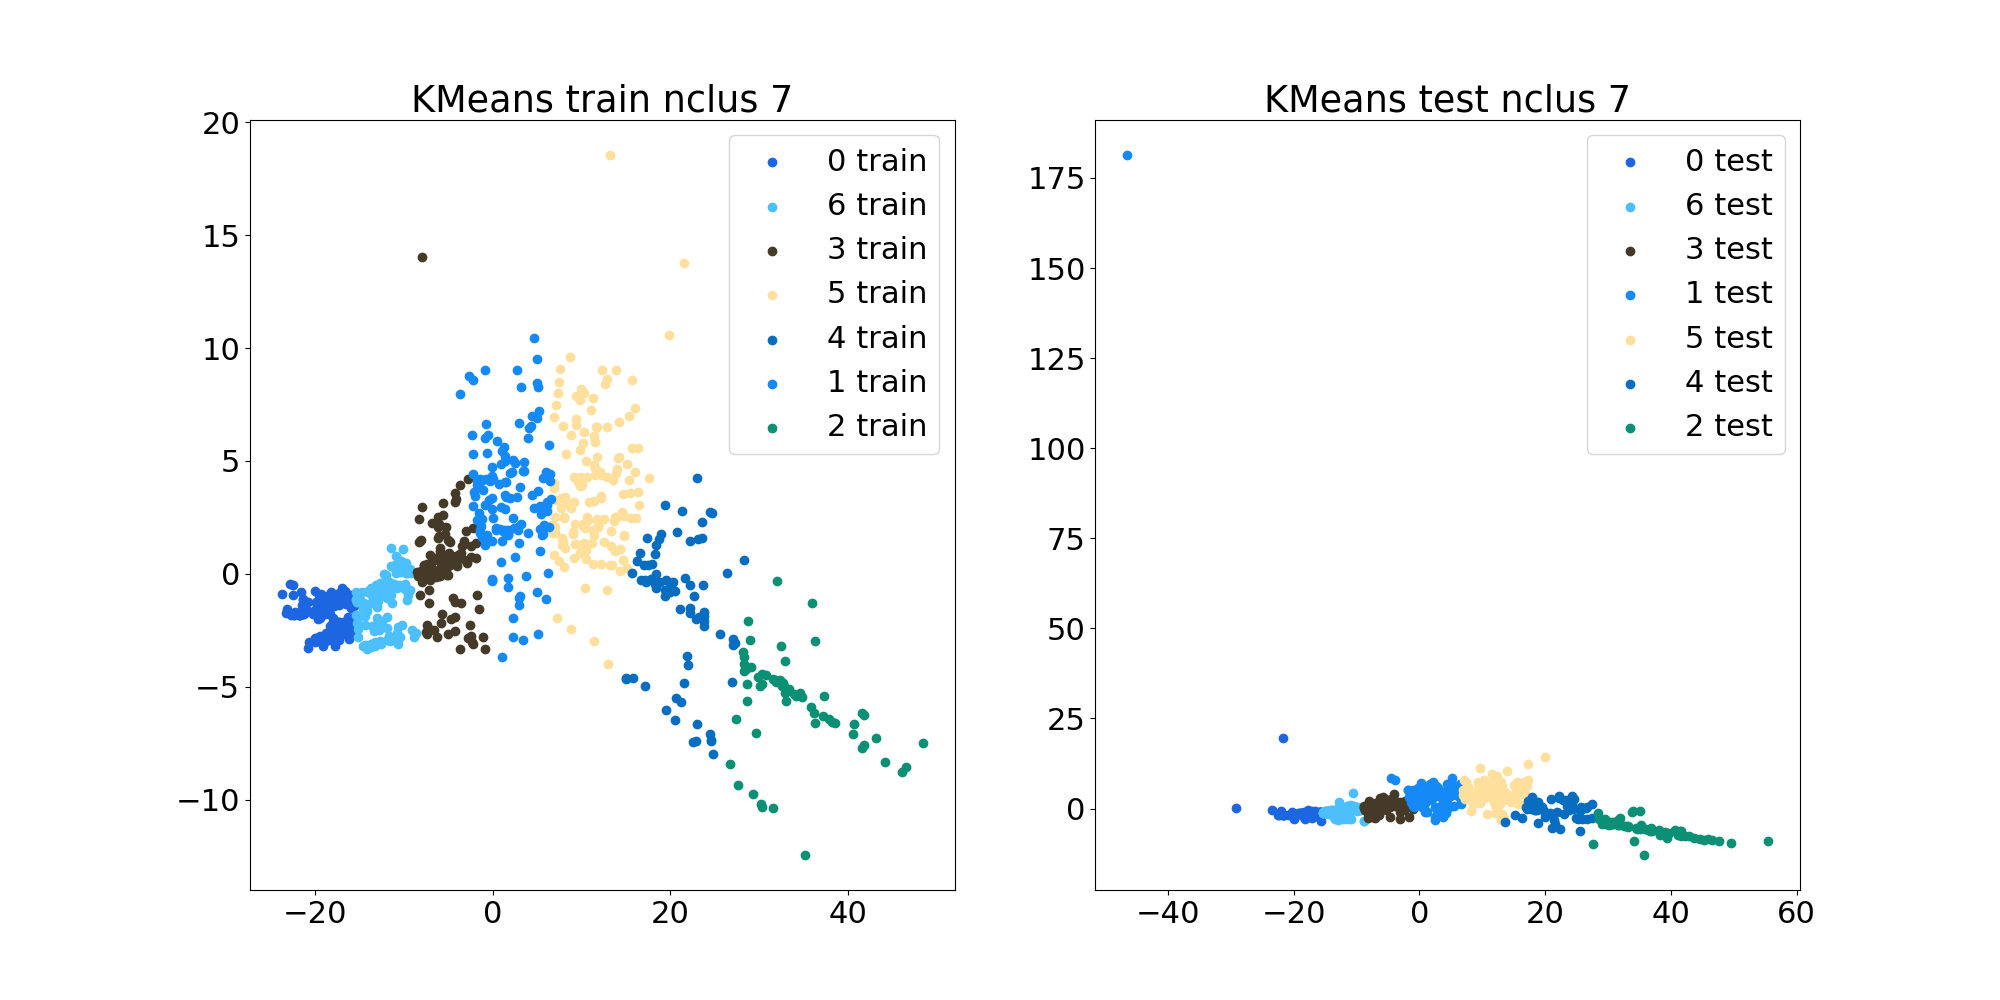 KMeans train nclus 7
20
15
10
5
0
−5
−10
−20
0
20
40
0 train
6 train
3 train
5 train
4 train
1 train
2 train
KMeans test nclus 7
175
150
125
100
75
50
25
0
−40
−20
0
20
40
60
0 test
6 test
3 test
1 test
5 test
4 test
2 test